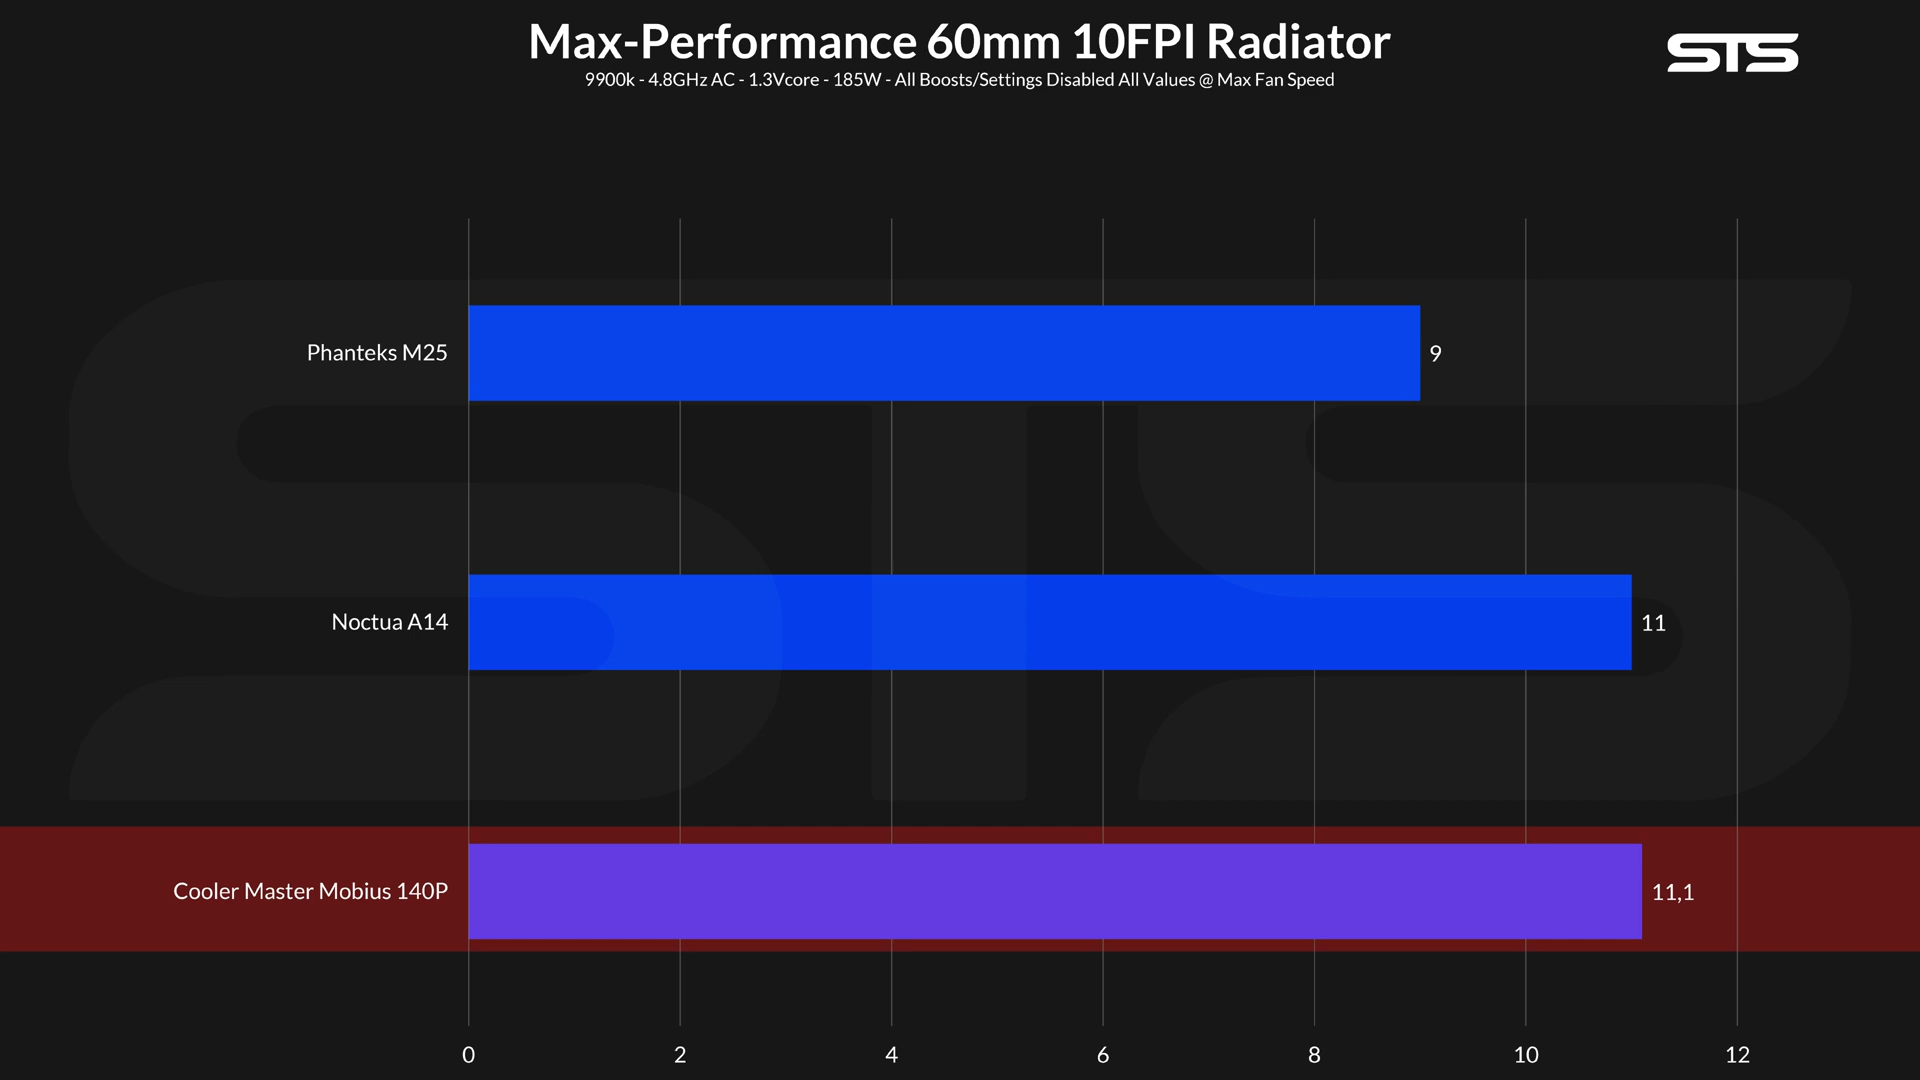 Max-Performance 60mm 10FPI Radiator
STS
9900k - 4.8GHz AC - 1.3Vcore - 185W - All Boosts/Settings Disabled All Values @ Max Fan Speed
Phanteks M25
9
Noctua A14
11
Cooler Master Mobius 140P
11,1
0 2 4 6 8 10 12